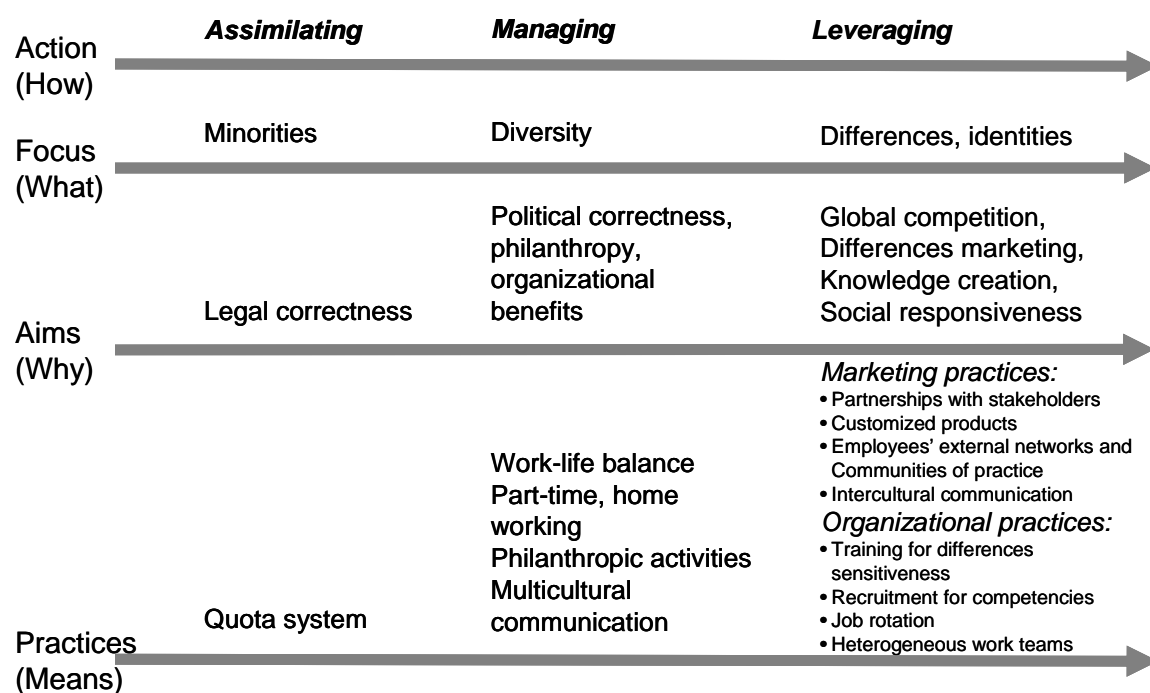 Assimilating Managing Leveraging
Action
(How)
Minorities Diversity Differences, identities
Focus
(What)
Political correctness,
philanthropy,
organizational
benefits
Global competition,
Differences marketing,
Knowledge creation,
Social responsiveness
Legal correctness
Aims
(Why)
Marketing practices:
• Partnerships with stakeholders
• Customized products
• Employees' external networks and
Communities of practice
• Intercultural communication
Organizational practices:
• Training for differences
sensitiveness
• Recruitment for competencies
• Job rotation
• Heterogeneous work teams
Work-life balance
Part-time, home
working
Philanthropic activities
Multicultural
communication
Quota system
Practices
(Means)